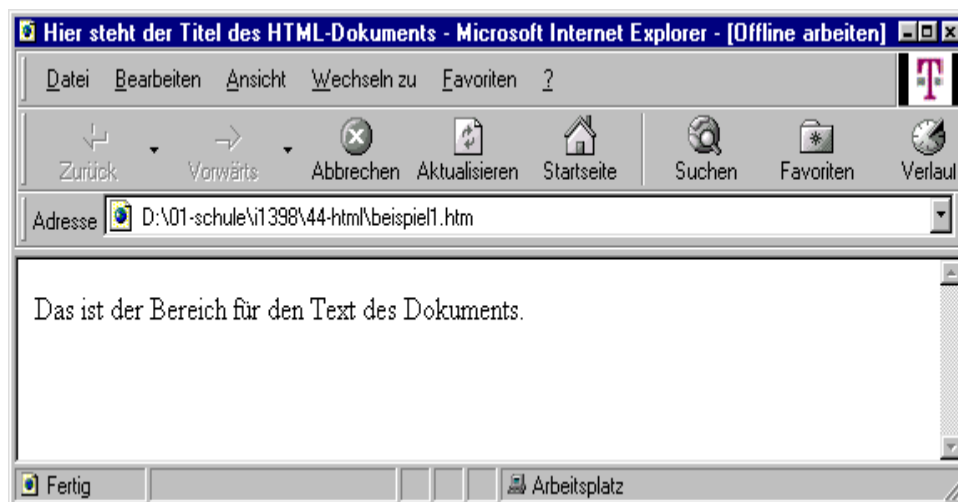 Hier steht der Titel des HTML-Dokuments - Microsoft Internet Explorer - [Offline arbeiten]
Datei Bearbeiten Ansicht Wechseln zu Favoriten ?
T
Zurück Vorwärts Abbrechen Aktualisieren Startseite Suchen Favoriten Verlauf
Adresse D:\01-schule\i1398\44-html\beispiel1.htm
Das ist der Bereich für den Text des Dokuments.
Fertig Arbeitsplatz